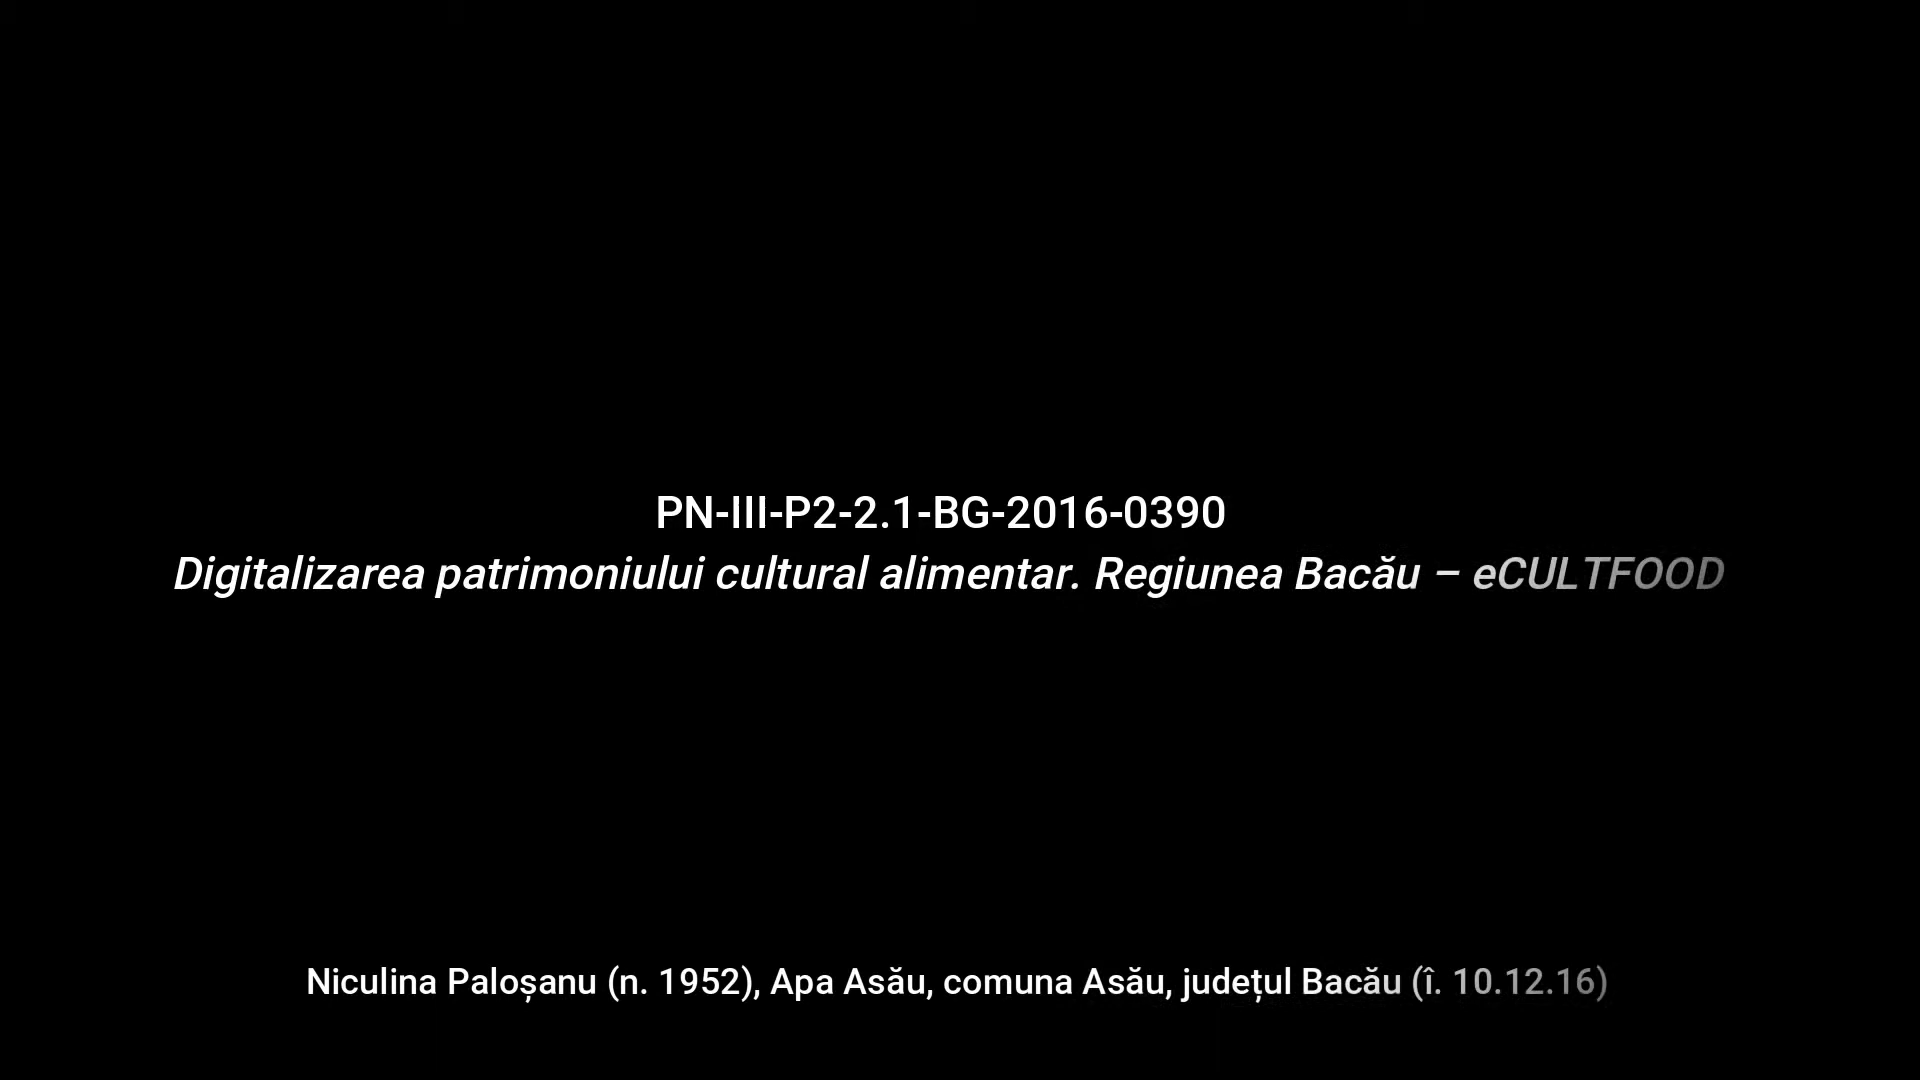 PN-III-P2-2.1-BG-2016-0390
Digitalizarea patrimoniului cultural alimentar. Regiunea Bacău – eCULTFOOD
Niculina Paloșanu (n. 1952), Apa Asău, comuna Asău, județul Bacău (î. 10.12.16)